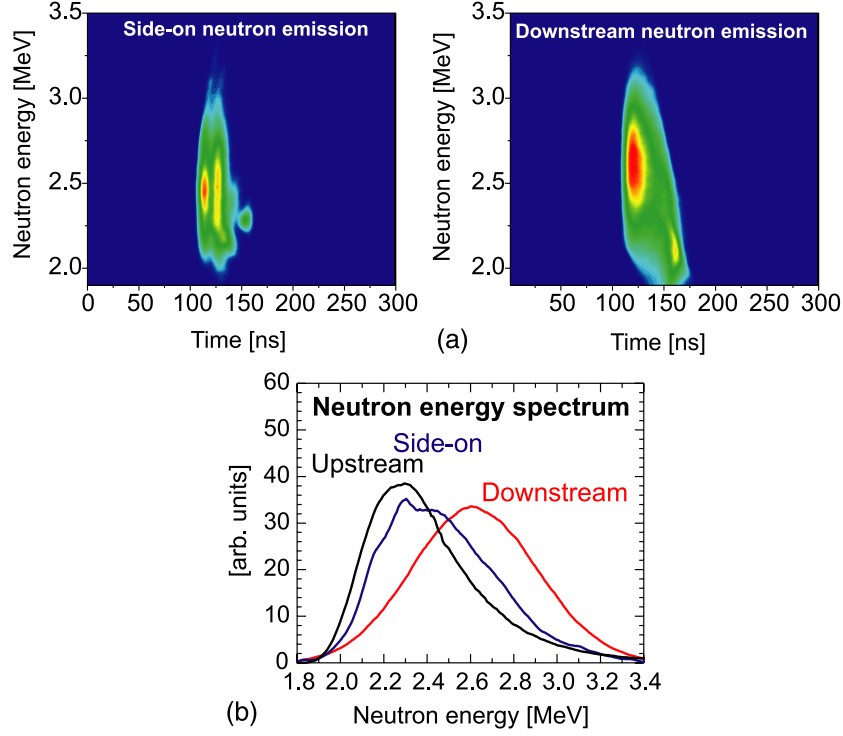 Side-on neutron emission
Neutron energy [MeV]
3.5
3.0
2.5
2.0
0 50 100 150 200 250 300
Time [ns]
Downstream neutron emission
Neutron energy [MeV]
3.5
3.0
2.5
2.0
50 100 150 200 250 300
Time [ns]
(a)
Neutron energy spectrum
Side-on
Upstream
Downstream
[arb. units]
60
50
40
30
20
10
0
1.8 2.0 2.2 2.4 2.6 2.8 3.0 3.2 3.4
Neutron energy [MeV]
(b)